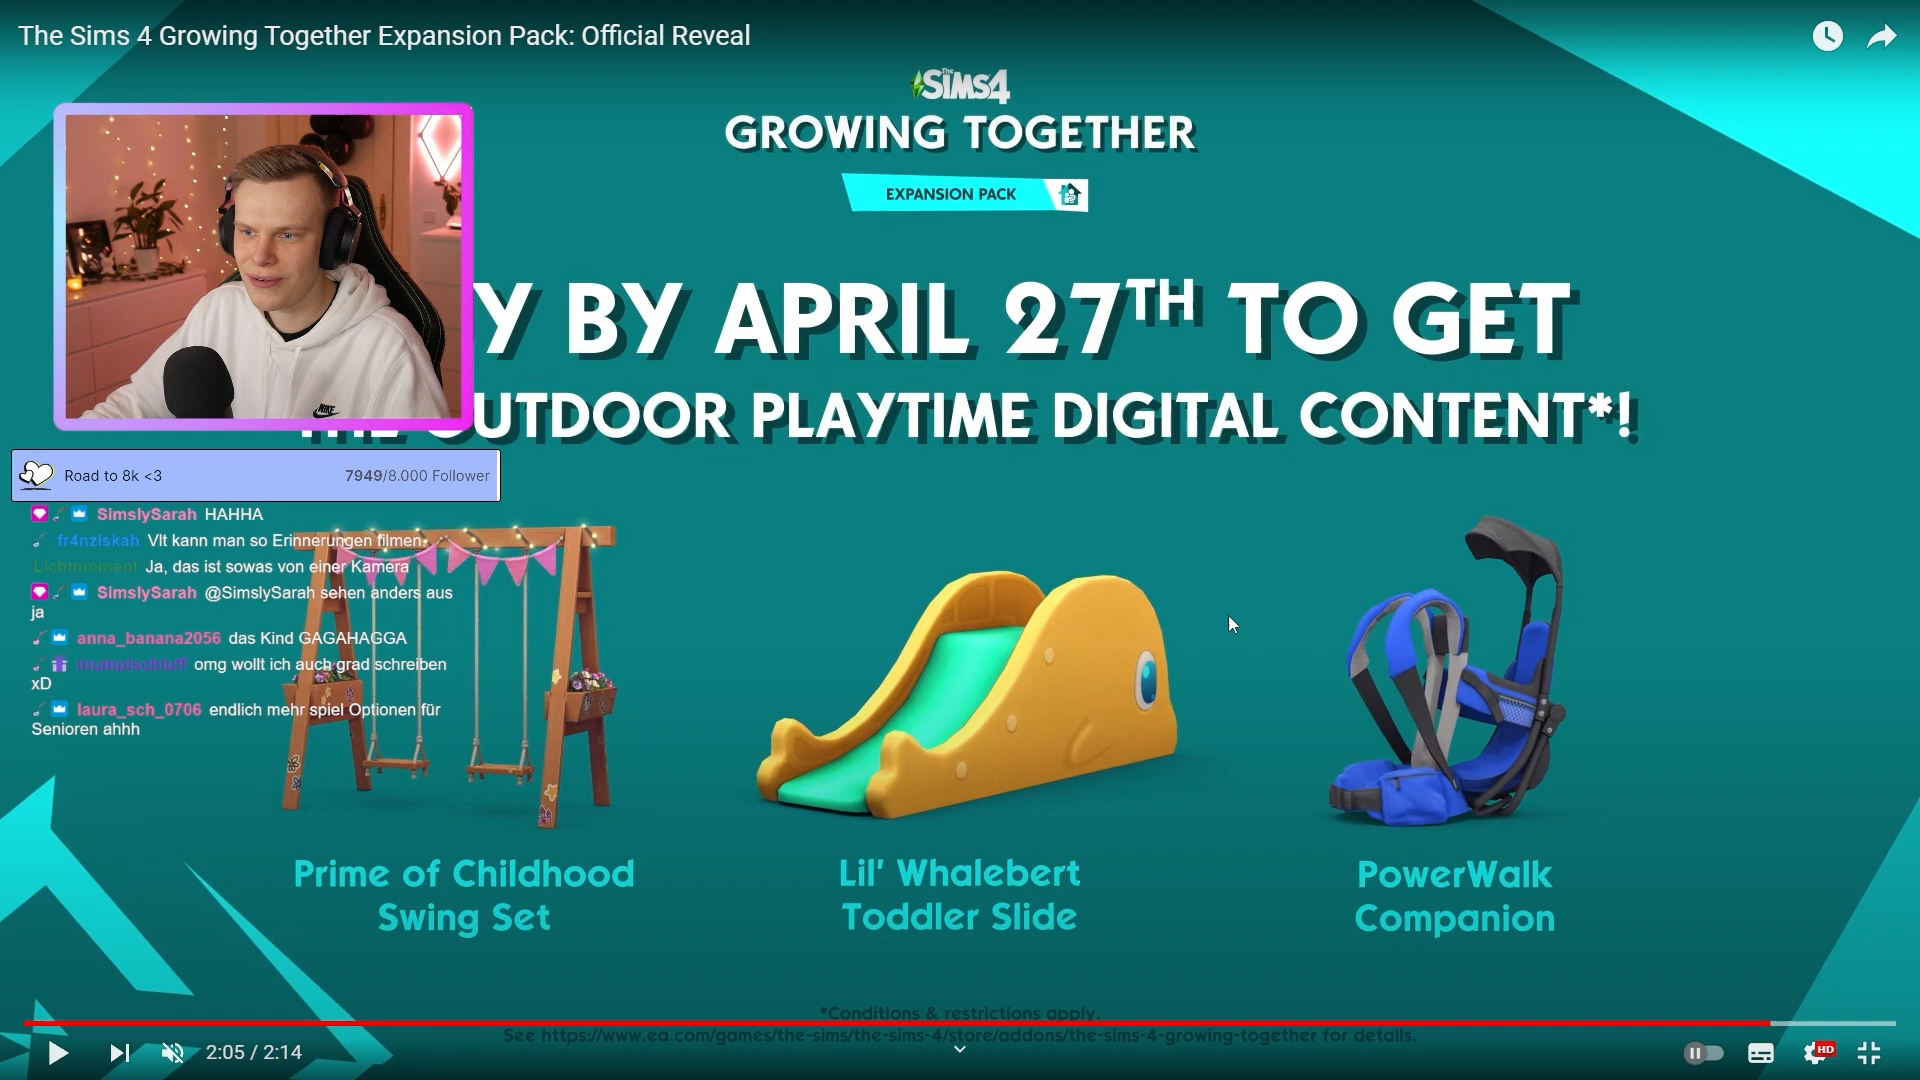 The Sims 4 Growing Together Expansion Pack: Official Reveal
The SIMS4
GROWING TOGETHER
EXPANSION PACK
Y BY APRIL 27TH TO GET
UTDOOR PLAYTIME DIGITAL CONTENT*!
NIKE
Road to 8k <3 7949/8.000 Follower
SimslySarah HAHHA
fr4nziskah Vlt kann man so Erinnerungen filmen
Lichtmoment Ja, das ist sowas von einer Kamera
SimslySarah @SimslySarah sehen anders aus
ja
anna_banana2056 das Kind GAGAHAGGA
mumpischluff omg wollt ich auch grad schreiben
xD
laura_sch_0706 endlich mehr spiel Optionen für
Senioren ahhh
Prime of Childhood
Swing Set
Lil' Whalebert
Toddler Slide
PowerWalk
Companion
*Conditions & restrictions apply.
See https://www.ea.com/games/the-sims/the-sims-4/store/addons/the-sims-4-growing-together for details.
2:05 / 2:14
HD